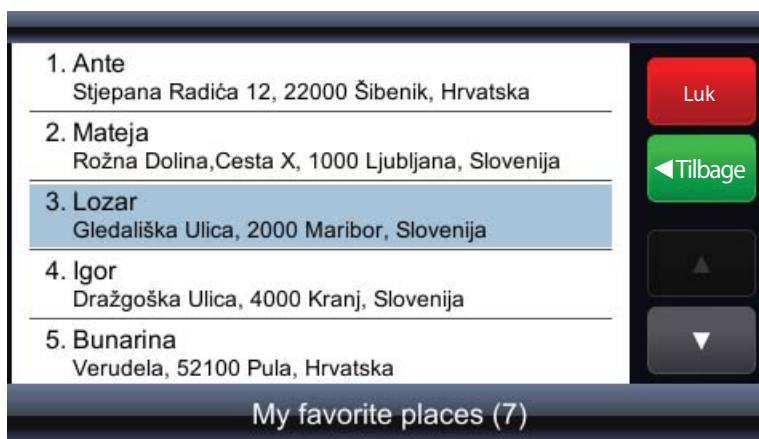 1. Ante
Stjepana Radića 12, 22000 Šibenik, Hrvatska
2. Mateja
Rožna Dolina,Cesta X, 1000 Ljubljana, Slovenija
3. Lozar
Gledališka Ulica, 2000 Maribor, Slovenija
4. Igor
Dražgoška Ulica, 4000 Kranj, Slovenija
5. Bunarina
Verudela, 52100 Pula, Hrvatska
Luk
Tilbage
My favorite places (7)